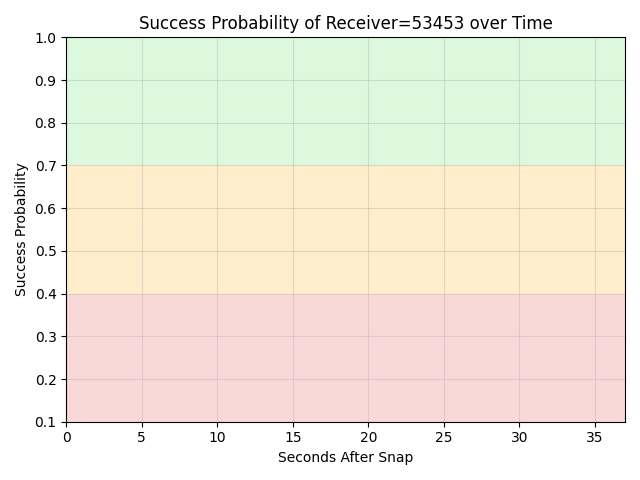 Success Probability of Receiver=53453 over Time
1.0
0.9
0.8
0.7
0.6
0.5
0.4
0.3
0.2
0.1
Success Probability
0 5 10 15 20 25 30 35
Seconds After Snap